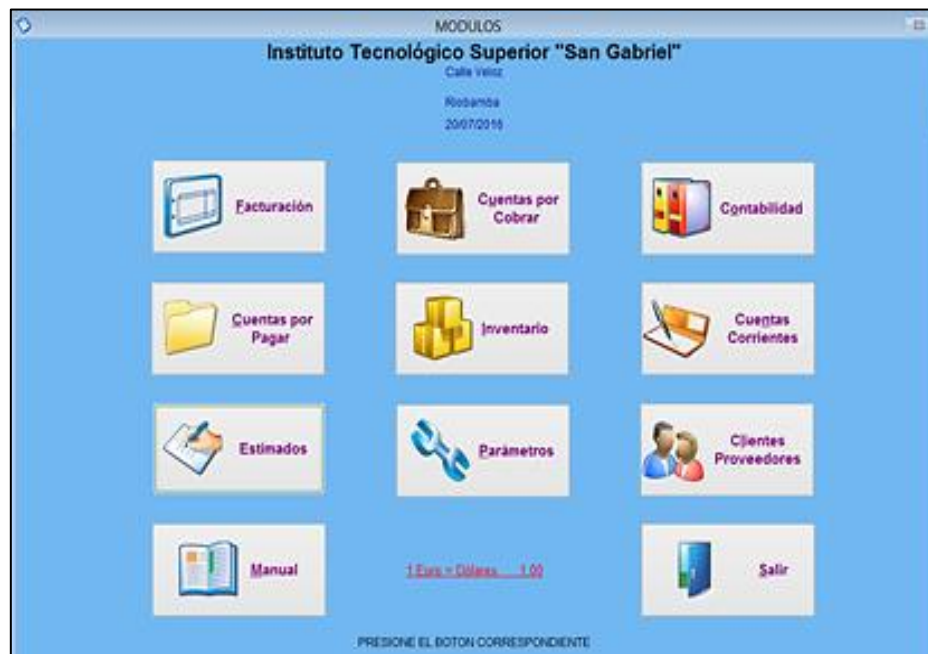 MODULOS
Instituto Tecnológico Superior "San Gabriel"
Calle Veloz
Riobamba
20/07/2016
Facturación
Cuentas por
Cobrar
Contabilidad
Cuentas por
Pagar
Inventario
Cuentas
Corrientes
Estimados
Parámetros
Clientes
Proveedores
Manual
1 Euro = Dólares 1.00
Salir
PRESIONE EL BOTON CORRESPONDIENTE